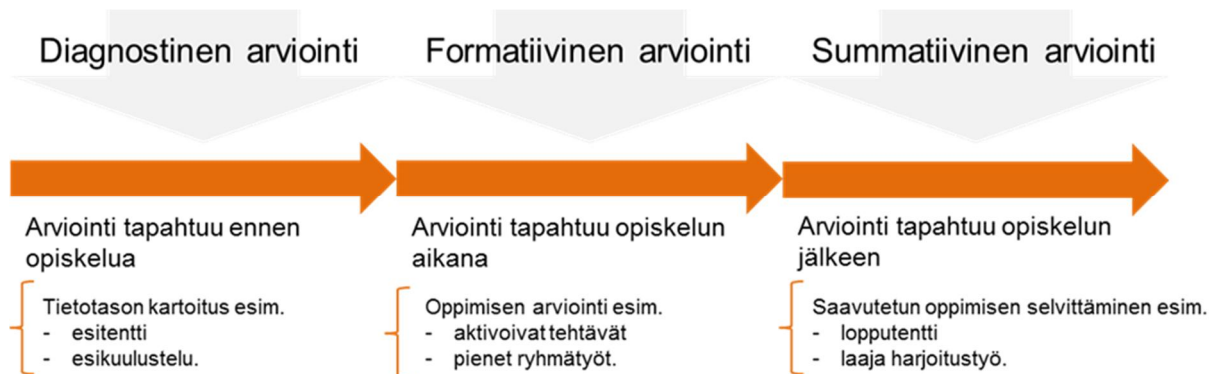 Diagnostinen arviointi
Formatiivinen arviointi
Summatiivinen arviointi
Arviointi tapahtuu ennen
opiskelua
Tietotason kartoitus esim.
- esitentti
- esikuulustelu.
Arviointi tapahtuu opiskelun
aikana
Oppimisen arviointi esim.
- aktivoivat tehtävät
- pienet ryhmätyöt.
Arviointi tapahtuu opiskelun
jälkeen
Saavutetun oppimisen selvittäminen esim.
- lopputentti
- laaja harjoitustyö.